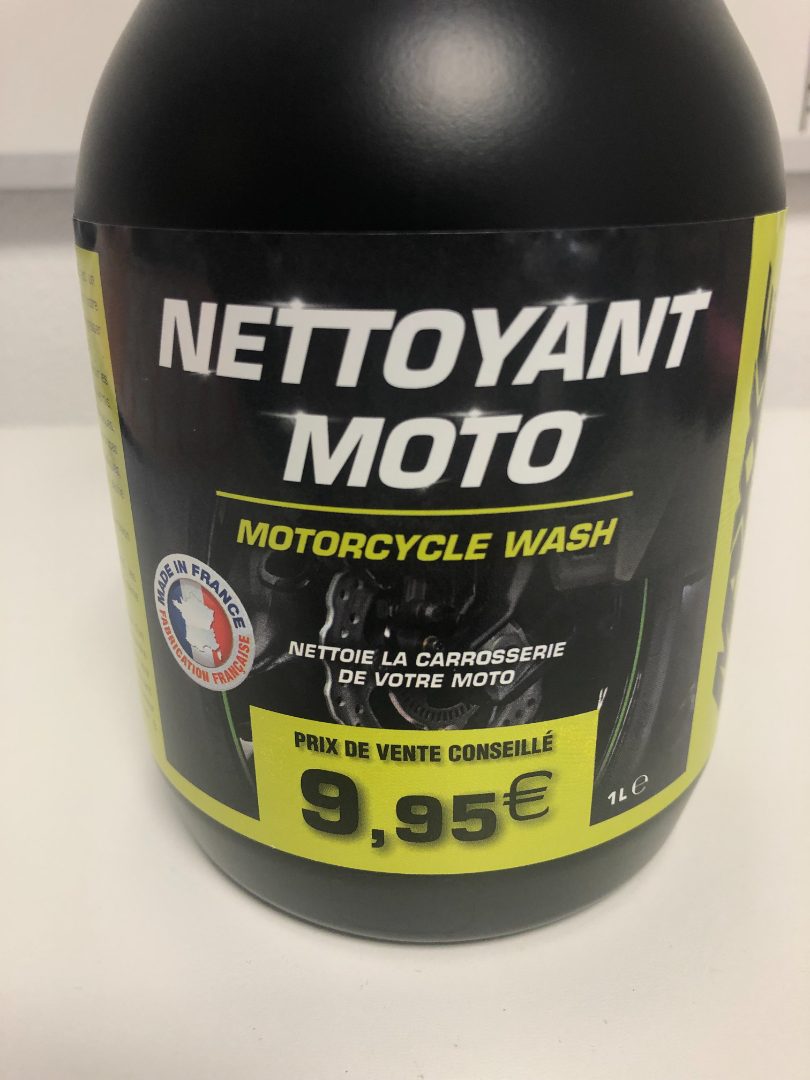 NETTOYANT
MOTO
MOTORCYCLE WASH
MADE IN FRANCE
FABRICATION FRANÇAISE
NETTOIE LA CARROSSERIE
DE VOTRE MOTO
PRIX DE VENTE CONSEILLÉ
9,95€
1L ℮